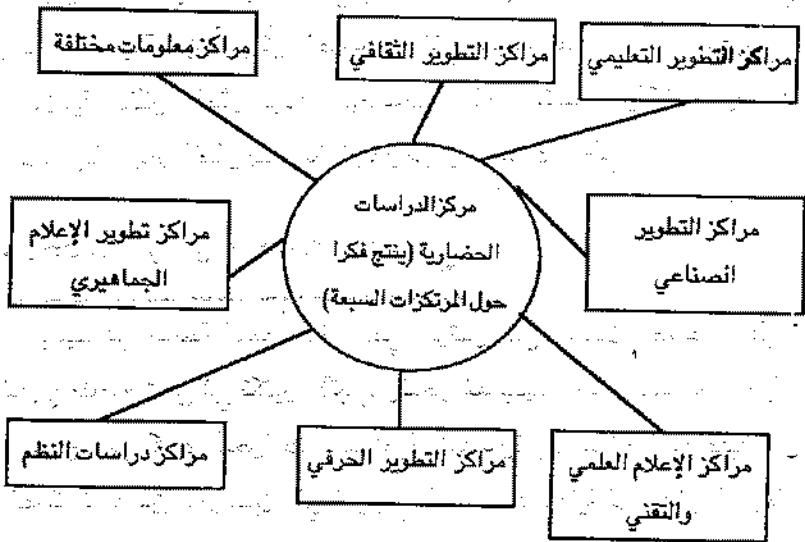 مراكز التطوير التعليمي
مراكز التطوير الثقافي
مراكز معلومات مختلفة
مركز الدراسات
الحضارية (ينتج فكرا
حول المرتكزات السبعة)
مراكز التطوير
الصناعي
مراكز تطوير الإعلام
الجماهيري
مراكز الإعلام العلمي
والتقني
مراكز التطوير الحرفي
مراكز دراسات النظم